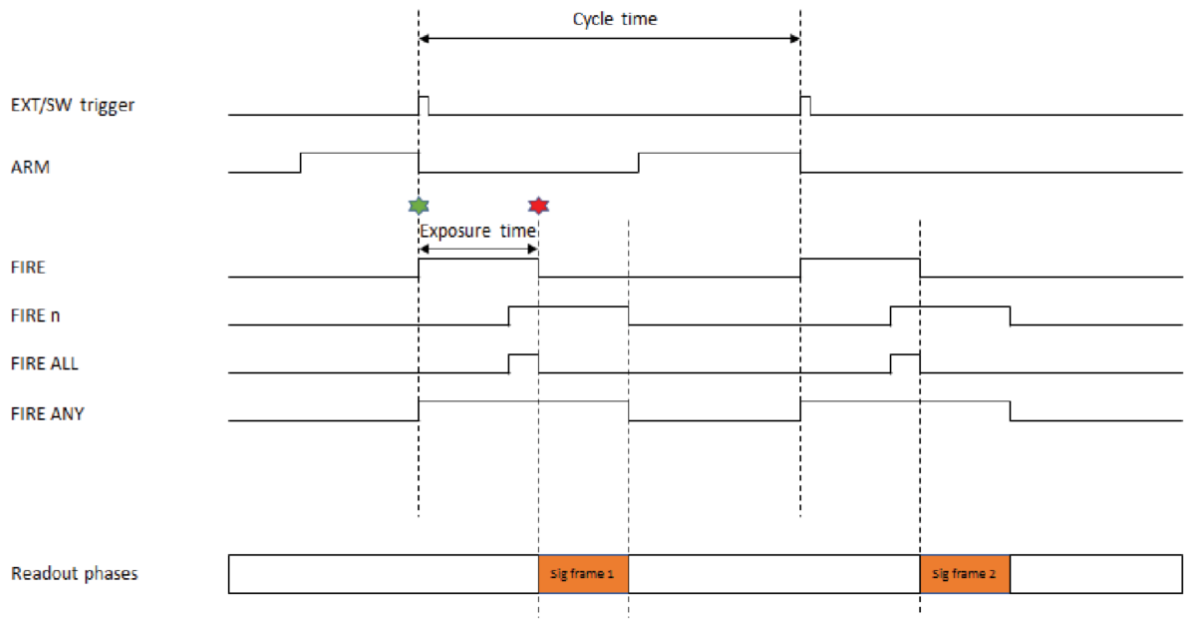 Cycle time
EXT/SW trigger
ARM
Exposure time
FIRE
FIRE n
FIRE ALL
FIRE ANY
Readout phases
Sig frame 1
Sig frame 2